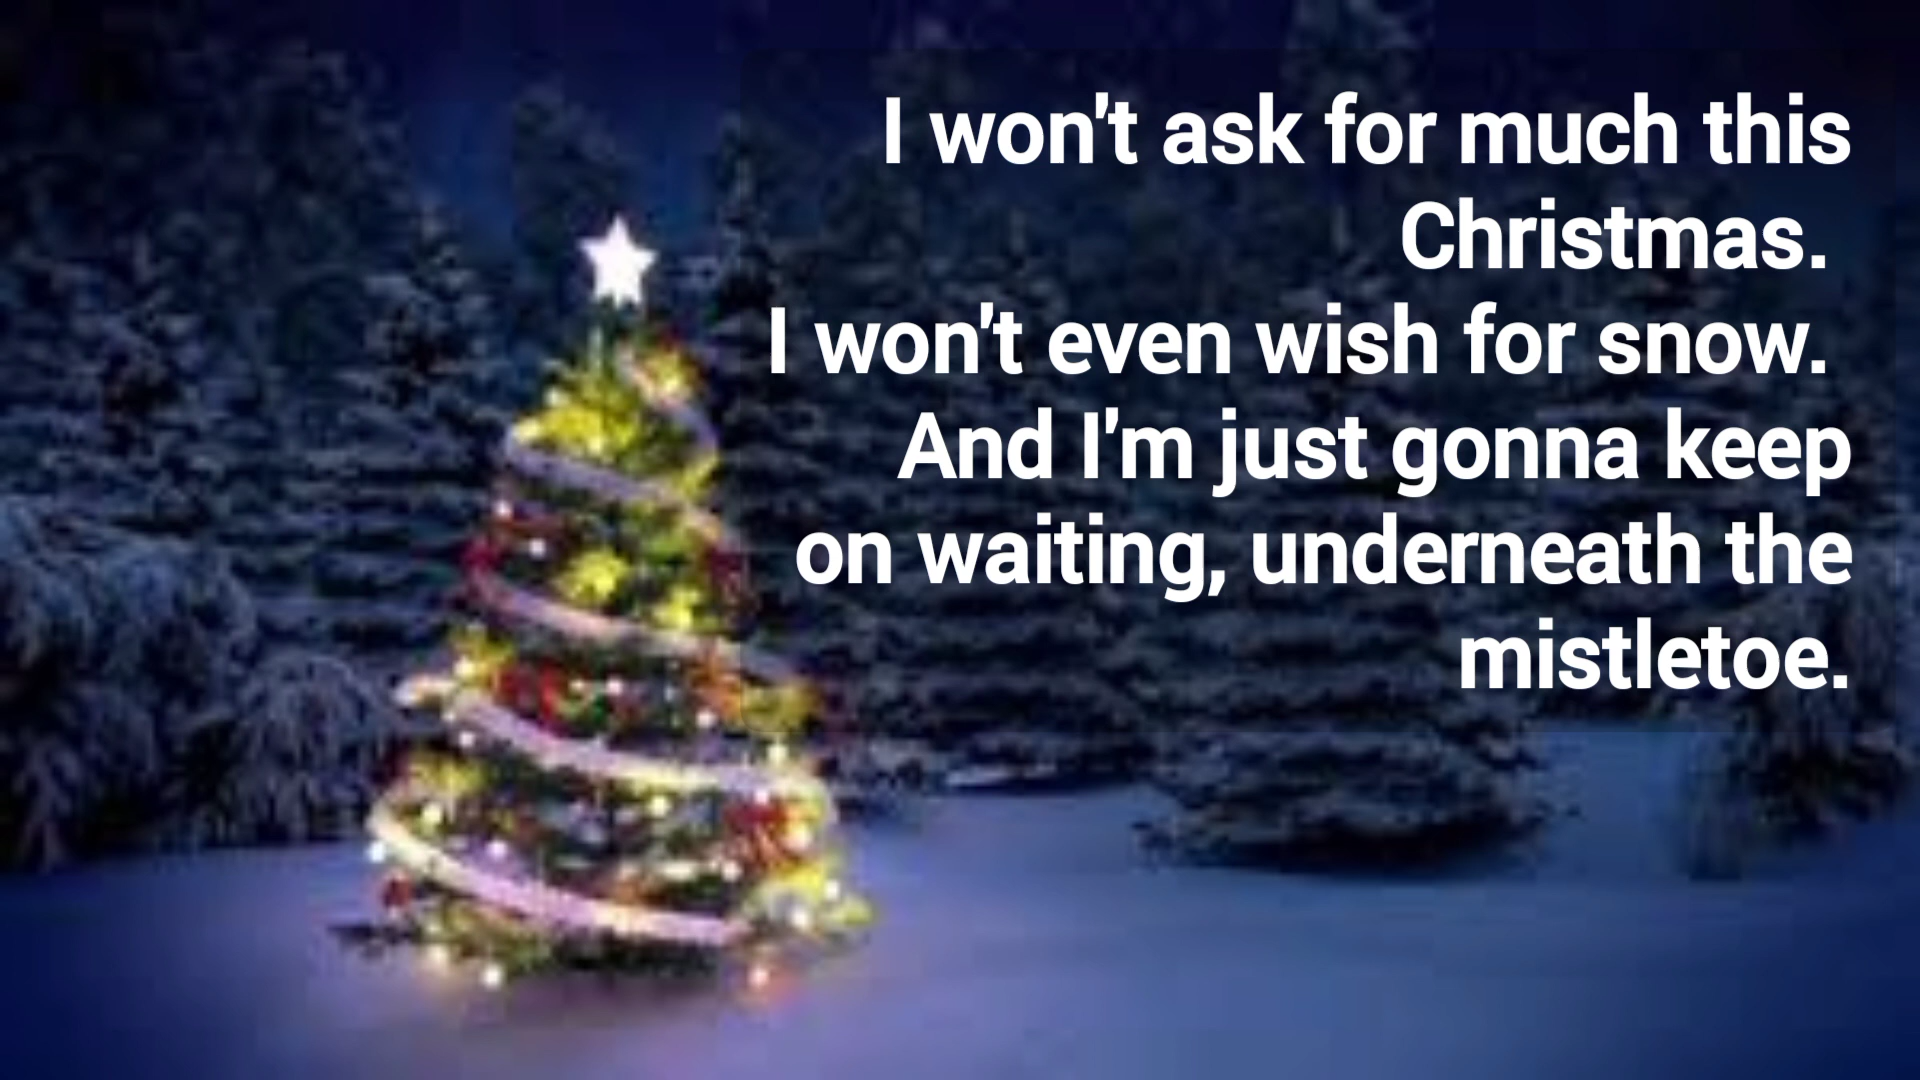 I won't ask for much this
Christmas.
I won't even wish for snow.
And I'm just gonna keep
on waiting, underneath the
mistletoe.